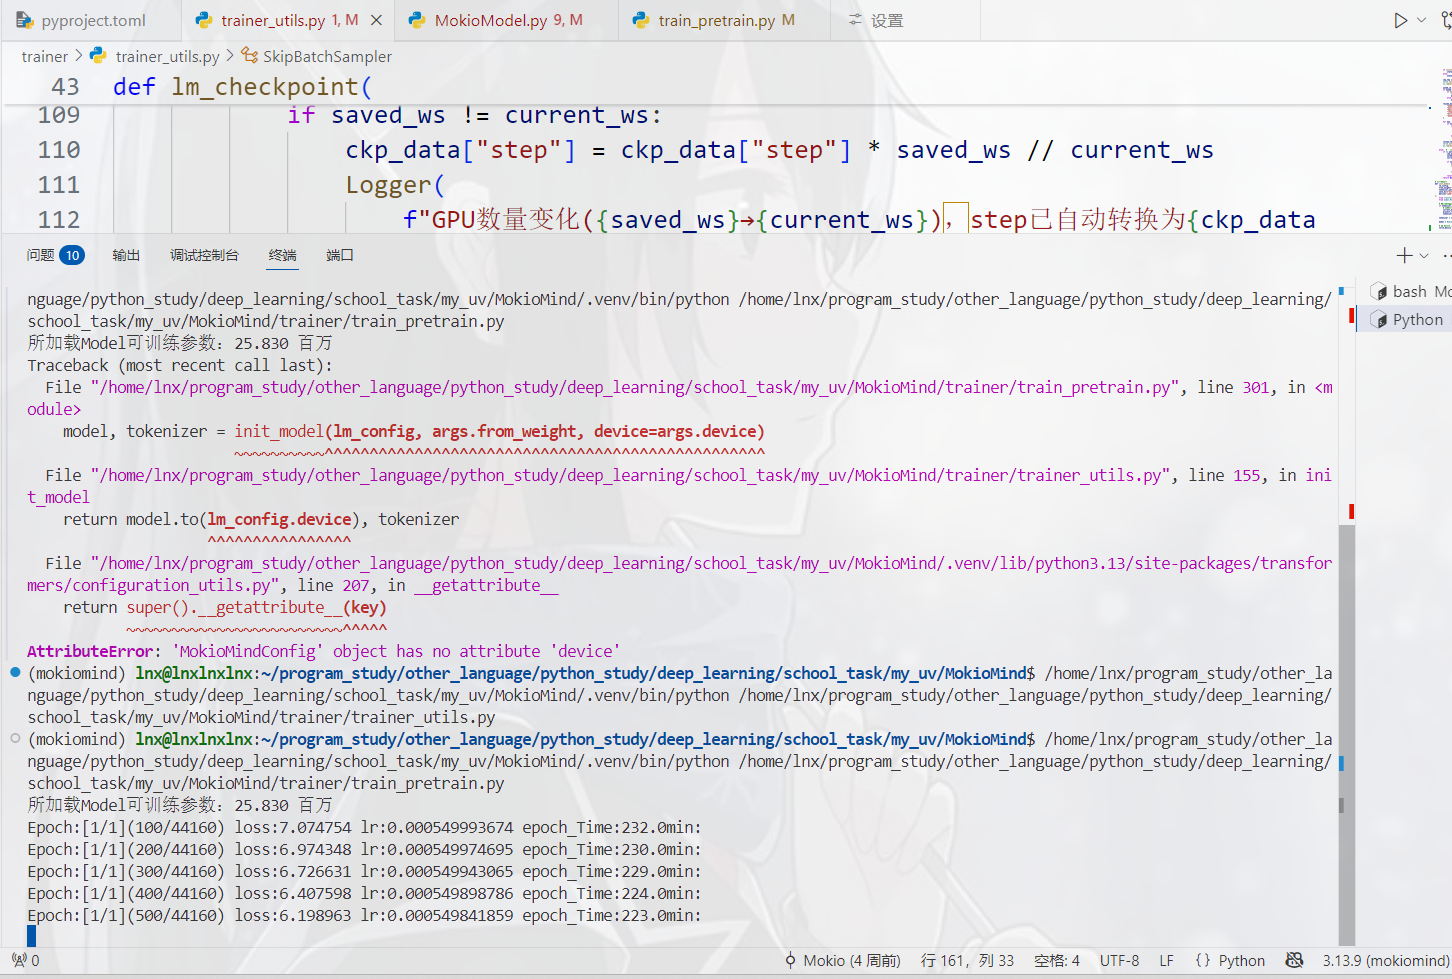 pyproject.toml
trainer_utils.py 1, M
MokioModel.py 9, M
train_pretrain.py M
设置
trainer > trainer_utils.py > SkipBatchSampler
43 def lm_checkpoint(
109 if saved_ws != current_ws:
110 ckp_data["step"] = ckp_data["step"] * saved_ws // current_ws
111 Logger(
112 f"GPU数量变化({saved_ws}→{current_ws})，step已自动转换为{ckp_data
问题 10 输出 调试控制台 终端 端口
nguage/python_study/deep_learning/school_task/my_uv/MokioMind/.venv/bin/python /home/lnx/program_study/other_language/python_study/deep_learning/
school_task/my_uv/MokioMind/trainer/train_pretrain.py
所加载Model可训练参数：25.830 百万
Traceback (most recent call last):
File "/home/lnx/program_study/other_language/python_study/deep_learning/school_task/my_uv/MokioMind/trainer/train_pretrain.py", line 301, in <m
odule>
model, tokenizer = init_model(lm_config, args.from_weight, device=args.device)
~~~~~~~~~~^^^^^^^^^^^^^^^^^^^^^^^^^^^^^^^^^^^^^^^^^^^^^^^^^
File "/home/lnx/program_study/other_language/python_study/deep_learning/school_task/my_uv/MokioMind/trainer/trainer_utils.py", line 155, in ini
t_model
return model.to(lm_config.device), tokenizer
^^^^^^^^^^^^^^^^
File "/home/lnx/program_study/other_language/python_study/deep_learning/school_task/my_uv/MokioMind/.venv/lib/python3.13/site-packages/transfor
mers/configuration_utils.py", line 207, in __getattribute__
return super().__getattribute__(key)
~~~~~~~~~~~~~~~~~~~~~~~~^^^^^
AttributeError: 'MokioMindConfig' object has no attribute 'device'
(mokiomind) lnx@lnxlnxlnx:~/program_study/other_language/python_study/deep_learning/school_task/my_uv/MokioMind$ /home/lnx/program_study/other_la
nguage/python_study/deep_learning/school_task/my_uv/MokioMind/.venv/bin/python /home/lnx/program_study/other_language/python_study/deep_learning/
school_task/my_uv/MokioMind/trainer/trainer_utils.py
(mokiomind) lnx@lnxlnxlnx:~/program_study/other_language/python_study/deep_learning/school_task/my_uv/MokioMind$ /home/lnx/program_study/other_la
nguage/python_study/deep_learning/school_task/my_uv/MokioMind/.venv/bin/python /home/lnx/program_study/other_language/python_study/deep_learning/
school_task/my_uv/MokioMind/trainer/train_pretrain.py
所加载Model可训练参数：25.830 百万
Epoch:[1/1](100/44160) loss:7.074754 lr:0.000549993674 epoch_Time:232.0min:
Epoch:[1/1](200/44160) loss:6.974348 lr:0.000549974695 epoch_Time:230.0min:
Epoch:[1/1](300/44160) loss:6.726631 lr:0.000549943065 epoch_Time:229.0min:
Epoch:[1/1](400/44160) loss:6.407598 lr:0.000549898786 epoch_Time:224.0min:
Epoch:[1/1](500/44160) loss:6.198963 lr:0.000549841859 epoch_Time:223.0min:
bash Mo
Python
0 Mokio (4 周前) 行 161，列 33 空格: 4 UTF-8 LF {} Python 3.13.9 (mokiomind)